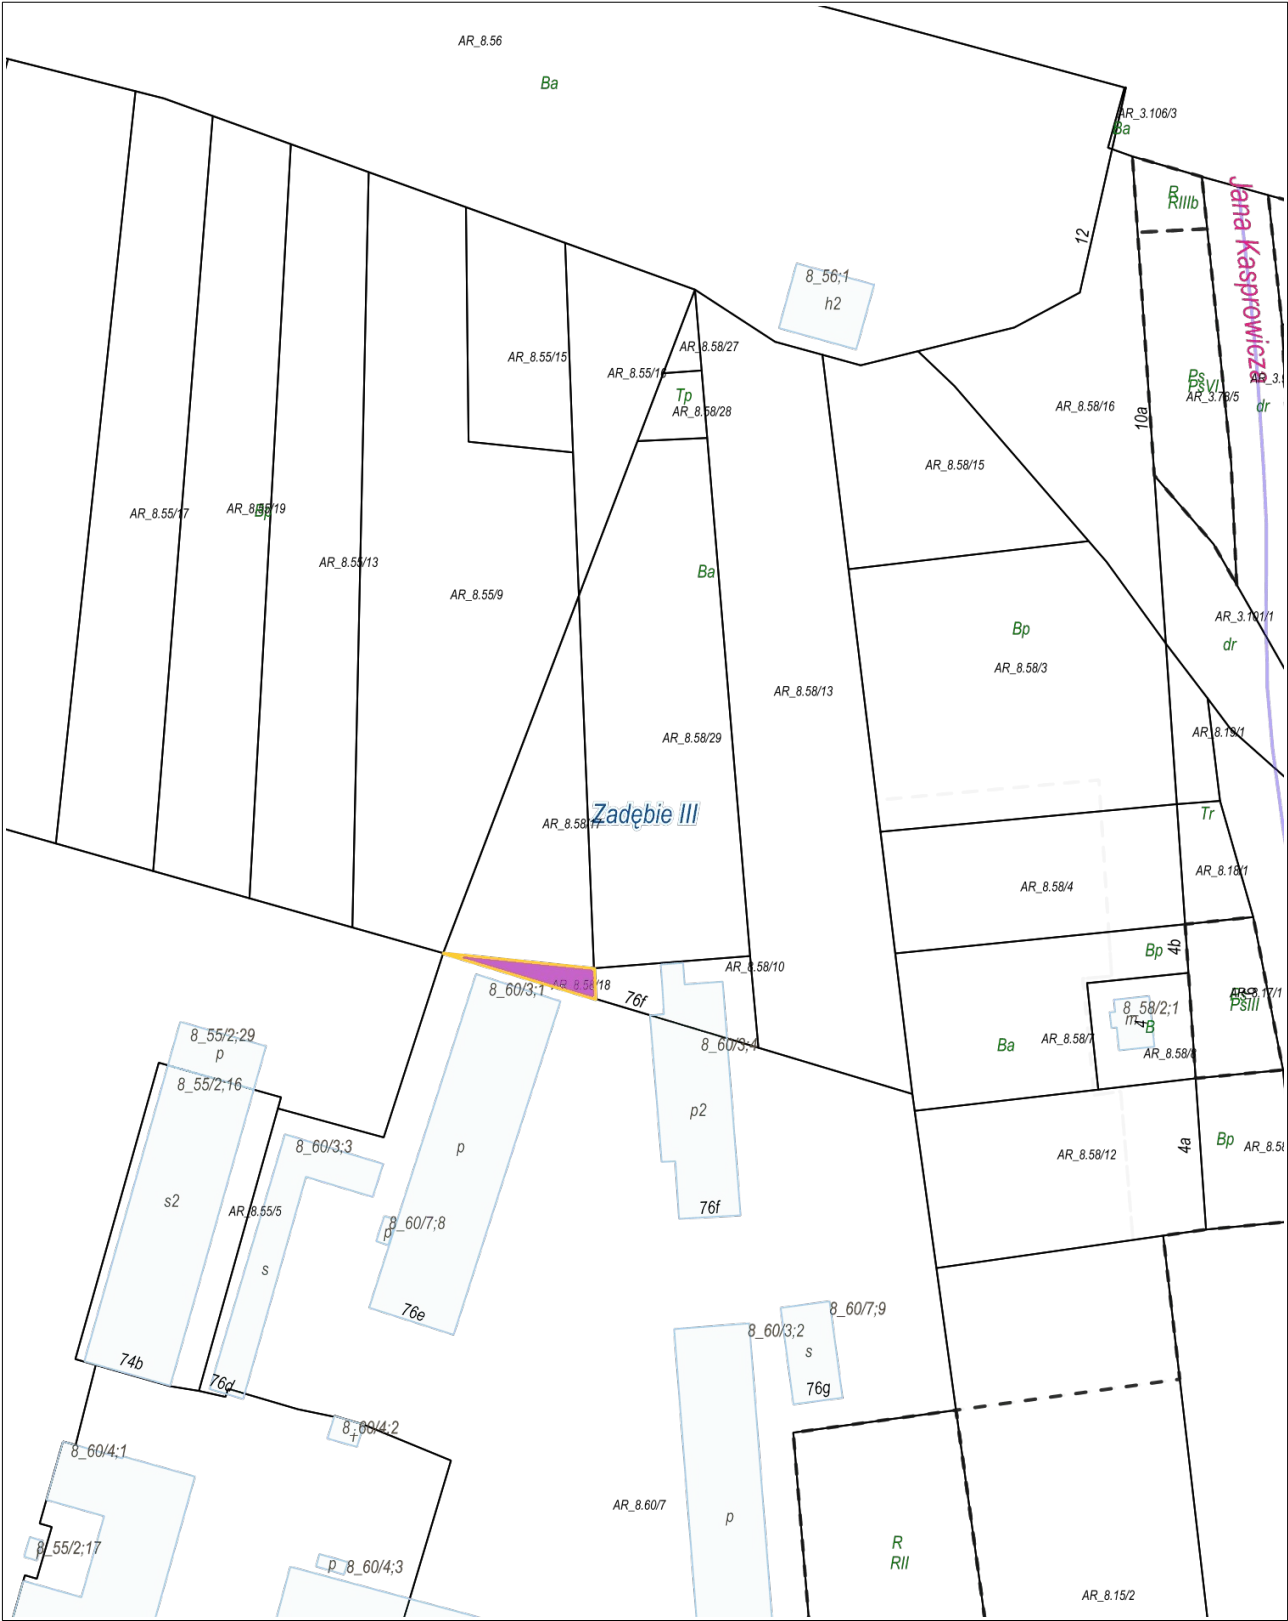 AR_8.56
Ba
AR_3.106/3
Ba
R
RIIIb
Jana Kasprowicza
12
8_56;1
h2
AR_8.58/27
AR_8.55/15
AR_8.55/16
Tp
AR_8.58/28
Ps
PsVI
AR_3.78/5
dr
AR_8.58/16
10a
AR_8.58/15
AR_8.55/17
AR_8.55/19
Bp
AR_8.55/13
Ba
AR_8.55/9
AR_3.101/1
Bp
dr
AR_8.58/3
AR_8.58/13
AR_8.58/29
AR_8.19/1
Zadębie III
AR_8.58/17
Tr
AR_8.18/1
AR_8.58/4
4b
Bp
AR_8.58/10
AR_8.58/18
8_60/3;1
76f
AR_8.17/1
PsIII
8_58/2;1
m
4
B
8_55/2;29
p
8_60/3;4
Ba
AR_8.58/7
AR_8.58/8
8_55/2;16
p2
8_60/3;3
p
4a
Bp
AR_8.58/12
s2
76f
AR_8.55/5
8_60/7;8
p
s
76e
8_60/7;9
8_60/3;2
s
74b
76d
76g
8_60/4;2
8_60/4;1
AR_8.60/7
p
R
RII
8_55/2;17
p
8_60/4;3
AR_8.15/2